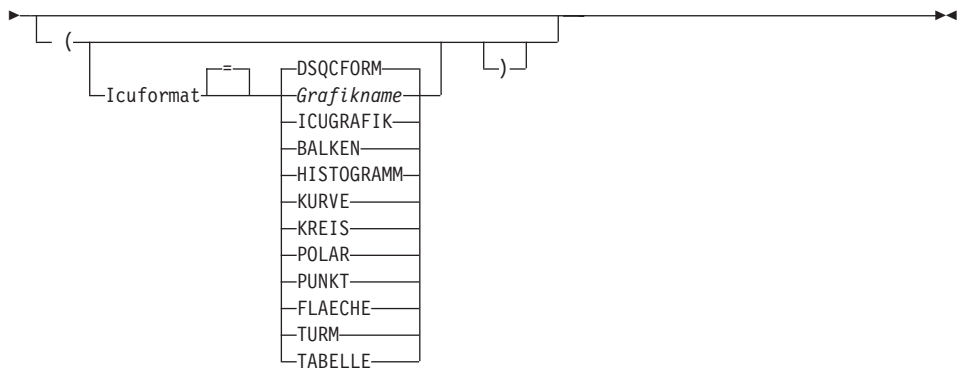 (
Icuformat = DSQCFORM )
Grafikname
ICUGRAFIK
BALKEN
HISTOGRAMM
KURVE
KREIS
POLAR
PUNKT
FLAECHE
TURM
TABELLE